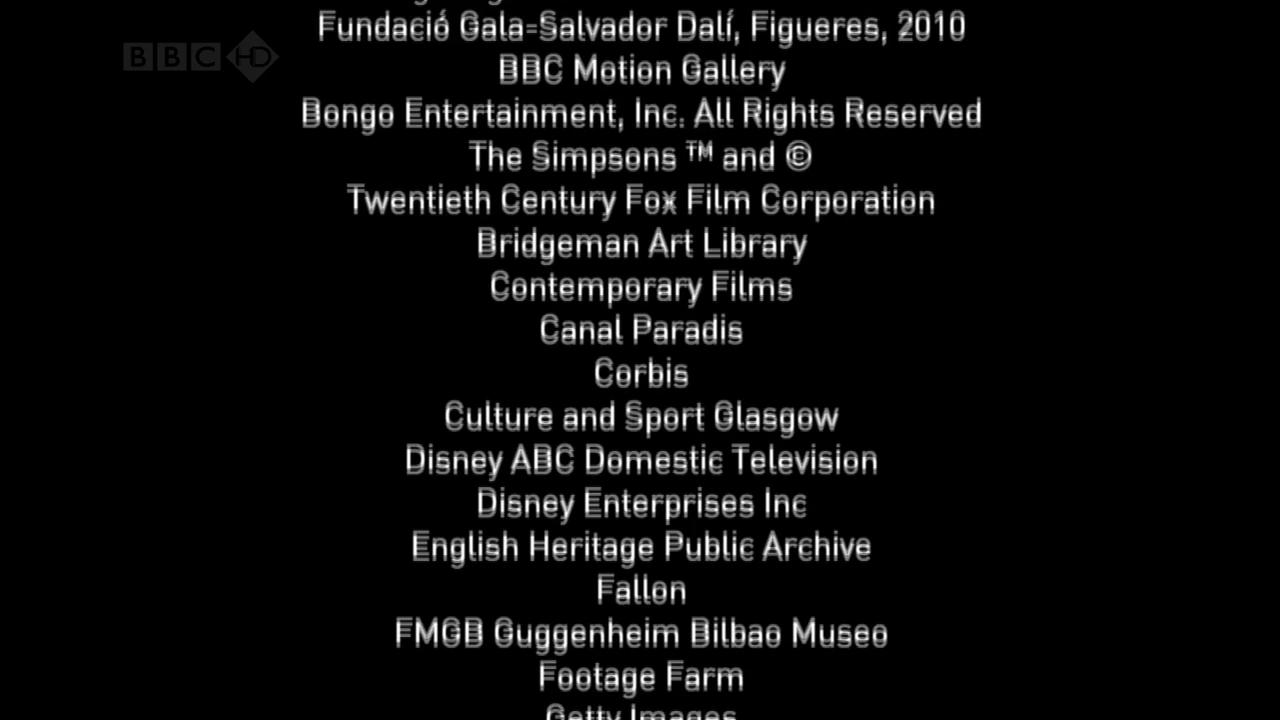 Fundació Gala-Salvador Dalí, Figueres, 2010
BBC HD
BBC Motion Gallery
Bongo Entertainment, Inc. All Rights Reserved
The Simpsons ™ and ©
Twentieth Century Fox Film Corporation
Bridgeman Art Library
Contemporary Films
Canal Paradis
Corbis
Culture and Sport Glasgow
Disney ABC Domestic Television
Disney Enterprises Inc
English Heritage Public Archive
Fallon
FMGB Guggenheim Bilbao Museo
Footage Farm
Getty Images